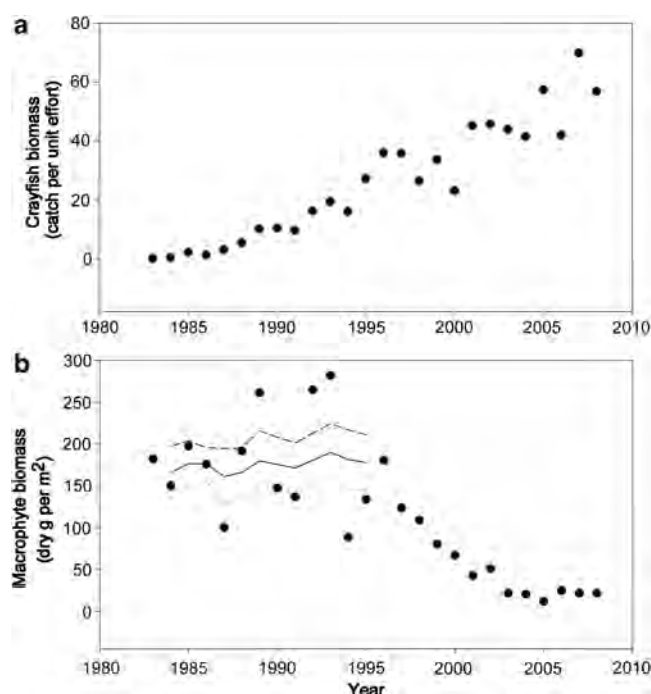 a
Crayfish biomass
(catch per unit effort)
80
60
40
20
0
1980 1985 1990 1995 2000 2005 2010
b
Macrophyte biomass
(dry g per m²)
300
250
200
150
100
50
0
1980 1985 1990 1995 2000 2005 2010
Year